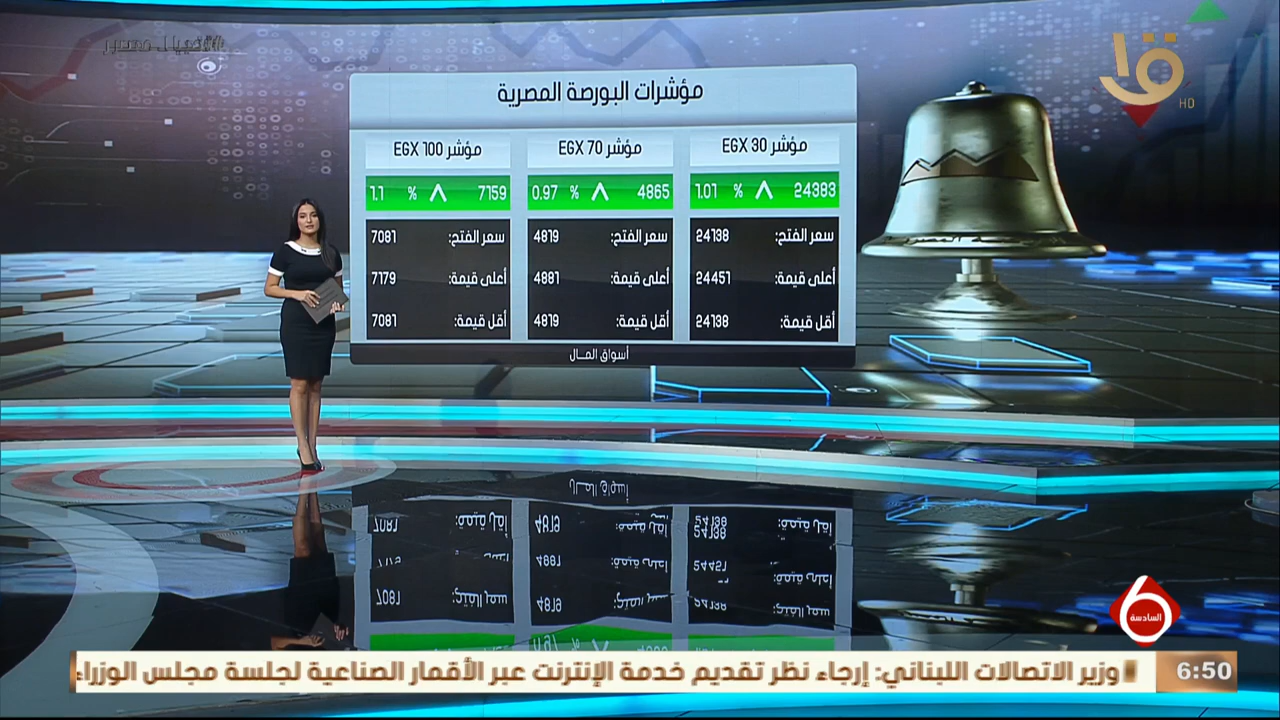 #تحيا_مصر
HD
مؤشرات البورصة المصرية
مؤشر EGX 30
24383 % 1.01
سعر الفتح: 24138
أعلى قيمة: 24451
أقل قيمة: 24138
مؤشر EGX 70
4865 % 0.97
سعر الفتح: 4819
أعلى قيمة: 4881
أقل قيمة: 4819
مؤشر EGX 100
7159 % 1.1
سعر الفتح: 7081
أعلى قيمة: 7179
أقل قيمة: 7081
أسواق المـال
6
السادسة
وزير الاتصالات اللبناني: إرجاء نظر تقديم خدمة الإنترنت عبر الأقمار الصناعية لجلسة مجلس الوزراء
6:50